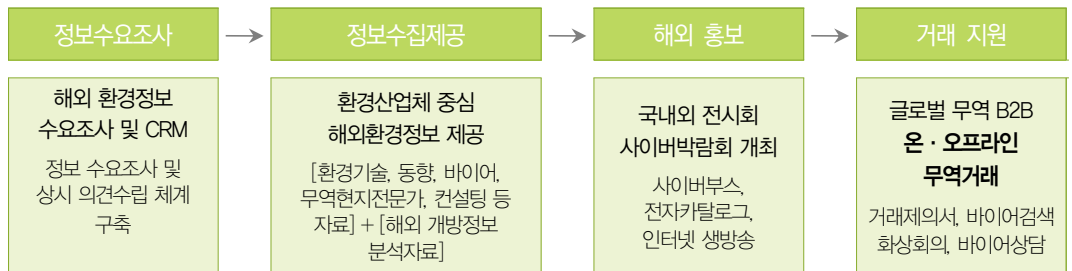 정보수요조사
정보수집제공
해외 홍보
거래 지원
해외 환경정보
수요조사 및 CRM
정보 수요조사 및
상시 의견수립 체계
구축
환경산업체 중심
해외환경정보 제공
[환경기술, 동향, 바이어,
무역현지전문가, 컨설팅 등
자료] + [해외 개방정보
분석자료]
국내외 전시회
사이버박람회 개최
사이버부스,
전자카탈로그,
인터넷 생방송
글로벌 무역 B2B
온 · 오프라인
무역거래
거래제의서, 바이어검색
화상회의, 바이어상담